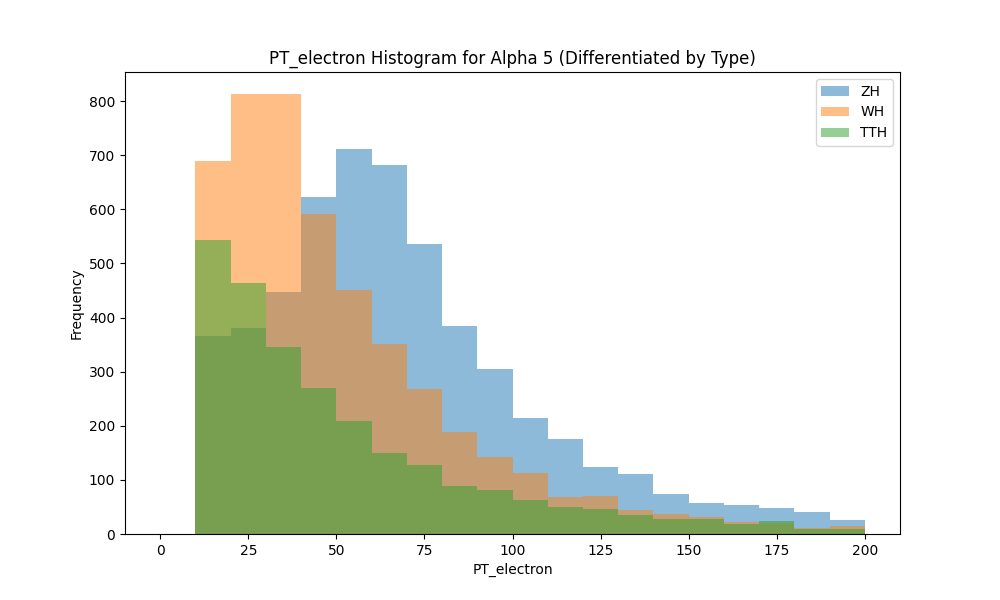 PT_electron Histogram for Alpha 5 (Differentiated by Type)
ZH
WH
TTH
Frequency
800
700
600
500
400
300
200
100
0
0 25 50 75 100 125 150 175 200
PT_electron